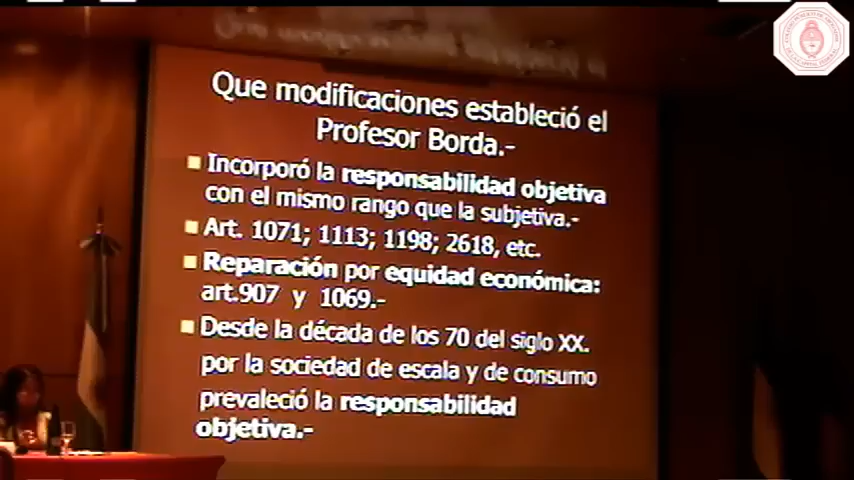 Que modificaciones estableció el
Profesor Borda.-
Incorporó la responsabilidad objetiva
con el mismo rango que la subjetiva.-
Art. 1071; 1113; 1198; 2618, etc.
Reparación por equidad económica:
art.907 y 1069.-
Desde la década de los 70 del siglo XX.
por la sociedad de escala y de consumo
prevaleció la responsabilidad
objetiva.-